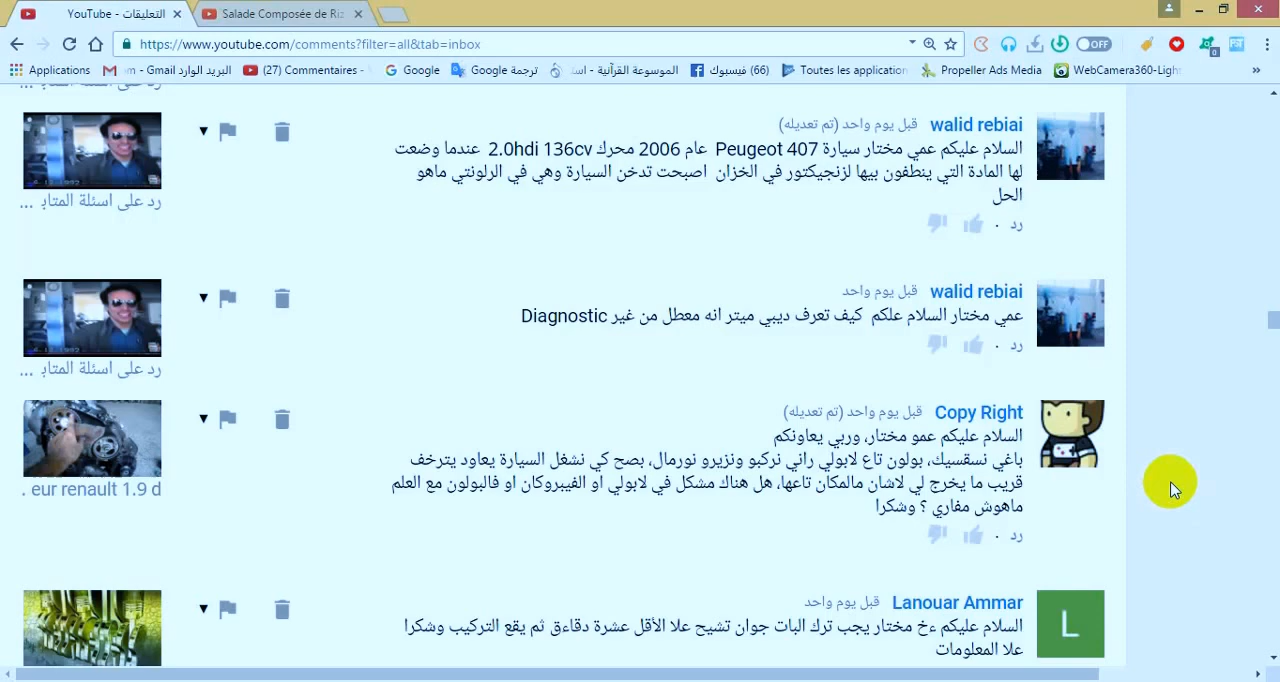 التعليقات - YouTube
Salade Composée de Riz
https://www.youtube.com/comments?filter=all&tab=inbox
OFF
Applications
البريد الوارد - Gmail - m
(27) Commentaires -
Google
ترجمة Google
الموسوعة القرآنية -
(66) فيسبوك
Toutes les application
Propeller Ads Media
WebCamera360-Ligh
walid rebiai قبل يوم واحد (تم تعديله)
السلام عليكم عمي مختار سيارة Peugeot 407 عام 2006 محرك 2.0hdi 136cv عندما وضعت
لها المادة التي ينطفون بيها لزنجيكتور في الخزان اصبحت تدخن السيارة وهي في الرلونتي ماهو
الحل
رد
رد على اسئلة المتاب ...
walid rebiai قبل يوم واحد
عمي مختار السلام علكم كيف تعرف ديبي ميتر انه معطل من غير Diagnostic
رد
رد على اسئلة المتاب ...
Copy Right قبل يوم واحد (تم تعديله)
السلام عليكم عمو مختار، وربي يعاونكم
باغي نسقسيك، بولون تاع لابولي راني نركبو ونزيرو نورمال، بصح كي نشغل السيارة يعاود يترخف
قريب ما يخرج لي لاشان مالمكان تاعها، هل هناك مشكل في لابولي او الفيبروكان او فالبولون مع العلم
ماهوش مفاري ؟ وشكرا
رد
. eur renault 1.9 d
Lanouar Ammar قبل يوم واحد
السلام عليكم ءخ مختار يجب ترك البات جوان تشيح علا الأقل عشرة دقاءق ثم يقع التركيب وشكرا
علا المعلومات
L